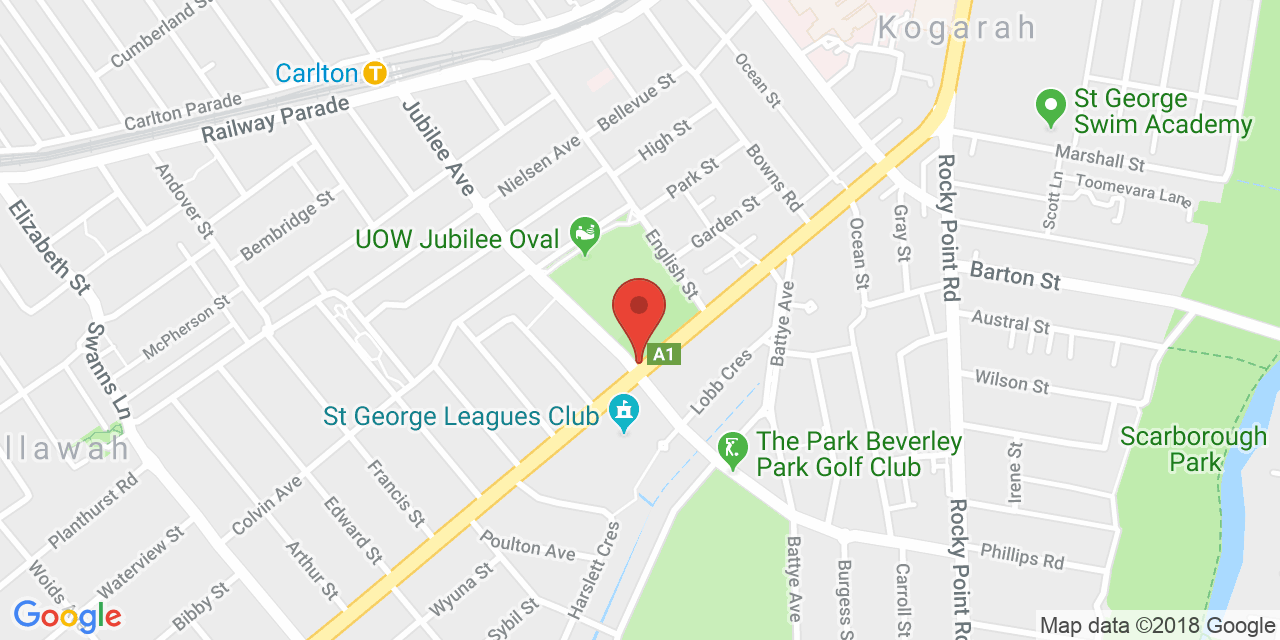 Cumberland St
Kogarah
Carlton
T
Ocean St
Carlton Parade
Railway Parade
Bellevue St
St George
Swim Academy
Jubilee Ave
High St
Nielsen Ave
Marshall St
Bowns Rd
Park St
Toomevara Lane
Scott Ln
Andover St
Bembridge St
Elizabeth St
Garden St
UOW Jubilee Oval
English St
Ocean St
Gray St
Rocky Point Rd
Barton St
McPherson St
Battye Ave
Austral St
Swanns Ln
A1
Lobb Cres
Wilson St
St George Leagues Club
llawah
The Park Beverley
Park Golf Club
Scarborough
Park
Irene St
Planthurst Rd
Colvin Ave
Francis St
Edward St
Arthur St
Waterview St
Woids
Bibby St
Poulton Ave
Wyuna St
Sybil St
Harslett Cres
Battye Ave
Burgess S
Carroll St
Rocky Point Rd
Phillips Rd
Google
Map data ©2018 Google